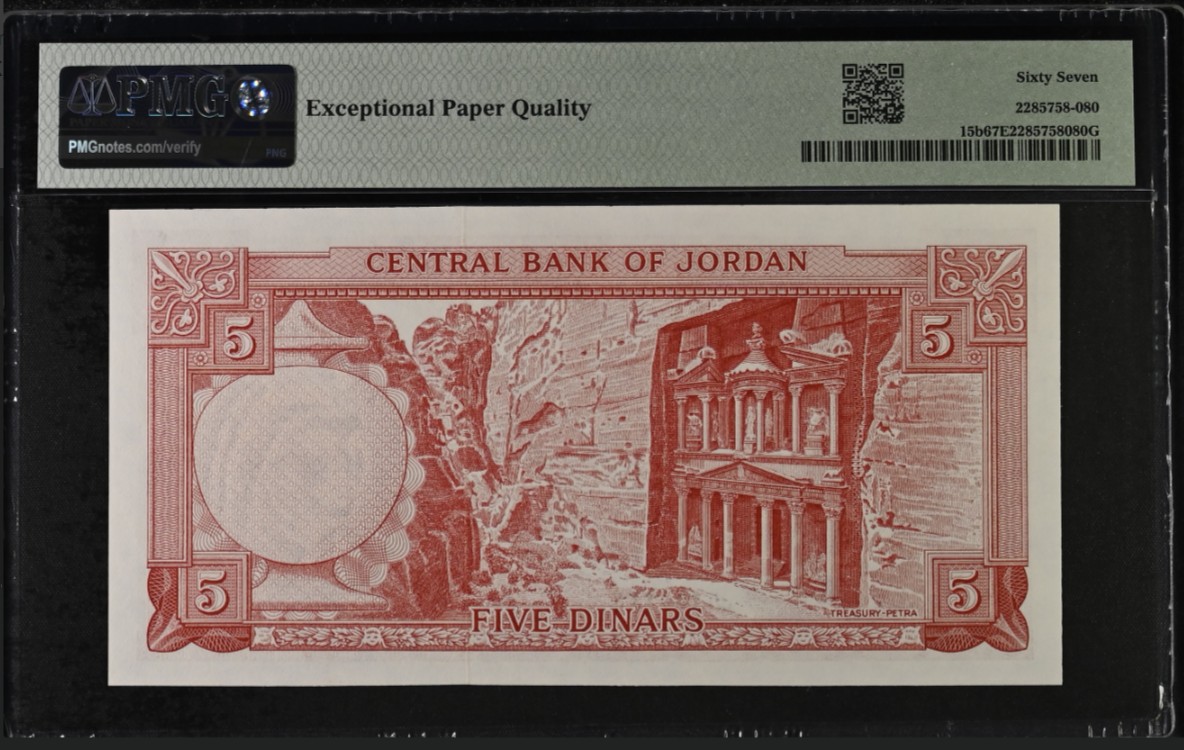 PMG
PMGnotes.com/verify
PNG
Exceptional Paper Quality
Sixty Seven
2285758-080
15b67E2285758080G
CENTRAL BANK OF JORDAN
5
5
5
5
FIVE DINARS
TREASURY-PETRA